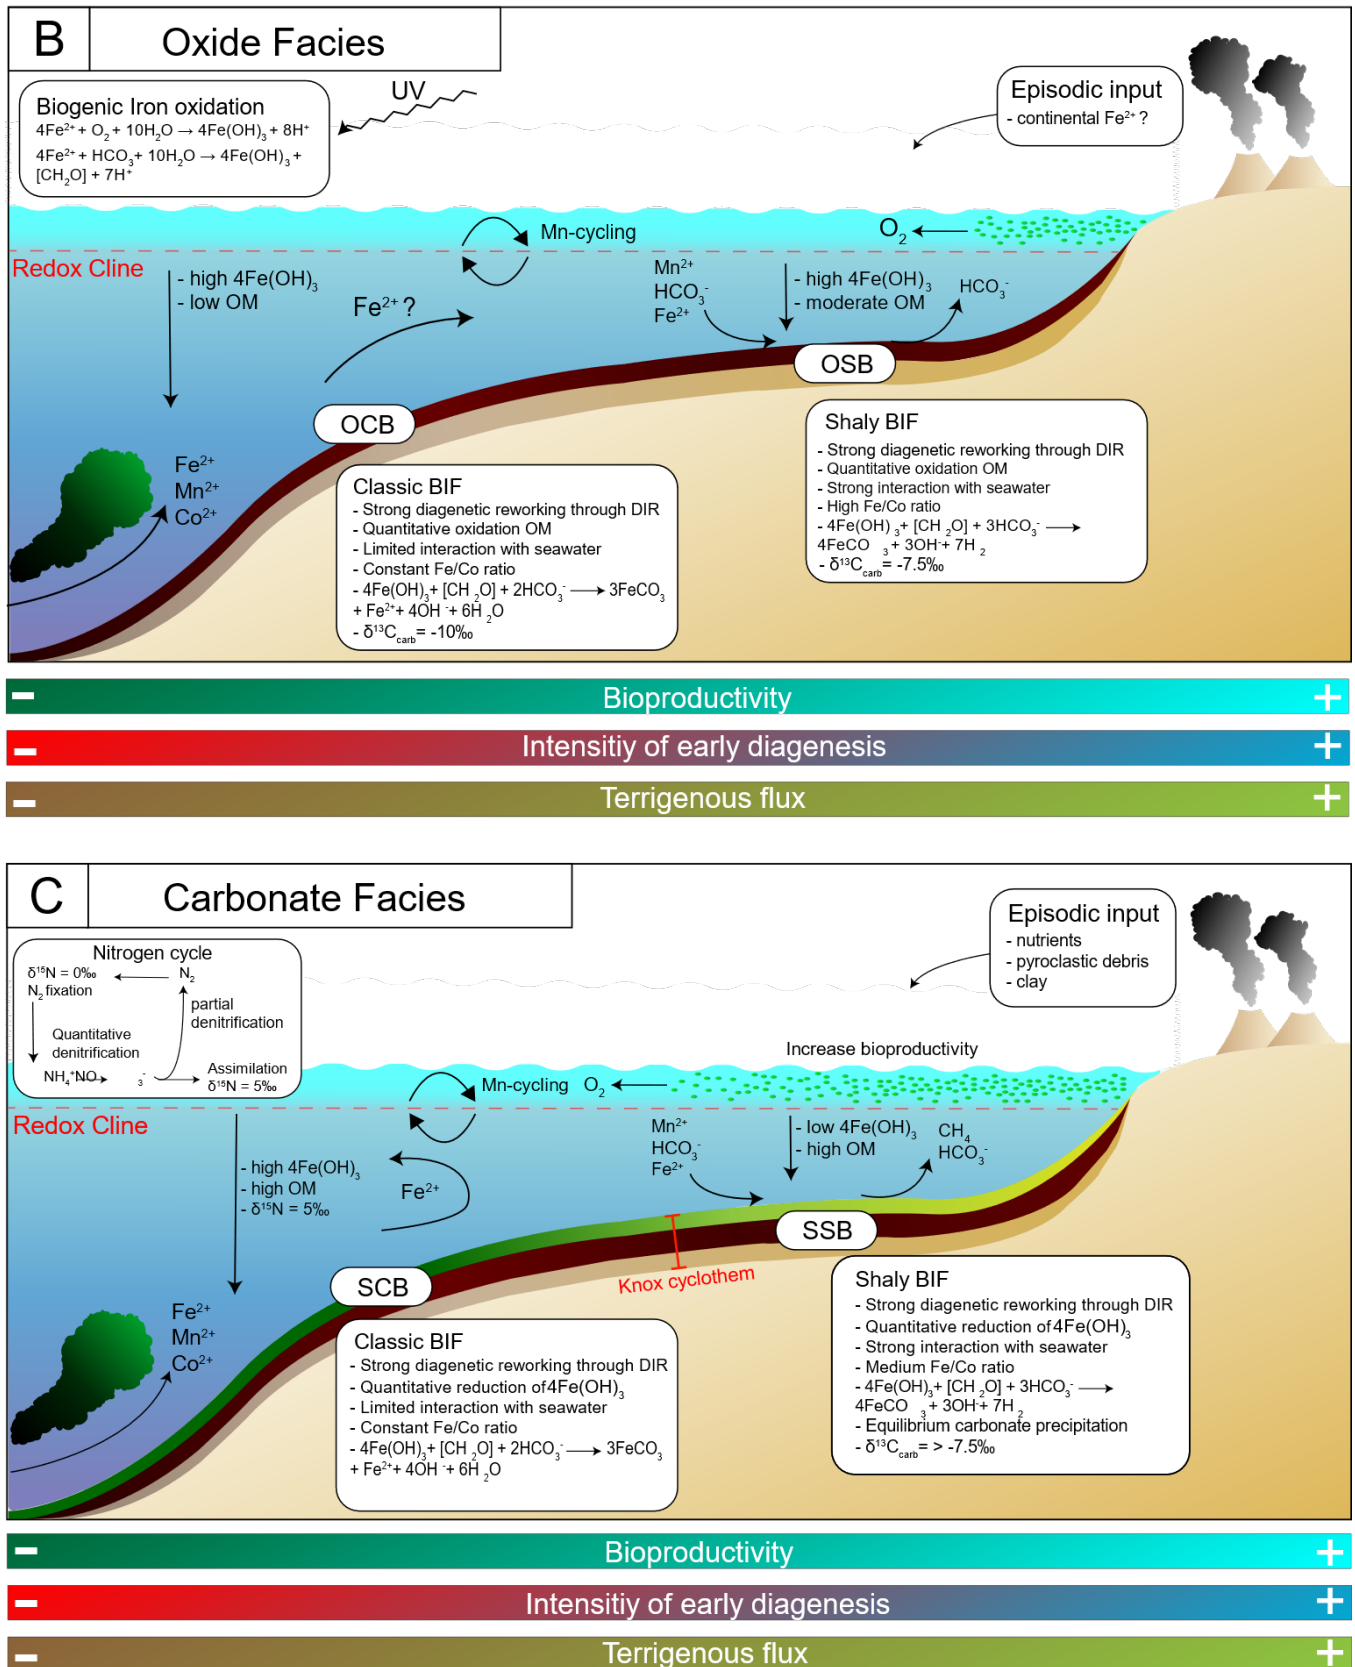 B
Oxide Facies
Biogenic Iron oxidation
4Fe²⁺ + O₂ + 10H₂O → 4Fe(OH)₃ + 8H⁺
4Fe²⁺ + HCO₃ + 10H₂O → 4Fe(OH)₃ +
[CH₂O] + 7H⁺
UV
Episodic input
- continental Fe²⁺ ?
Mn-cycling
O₂
Redox Cline
- high 4Fe(OH)₃
- low OM
Fe²⁺ ?
Mn²⁺
HCO₃⁻
Fe²⁺
- high 4Fe(OH)₃
- moderate OM
HCO₃⁻
OSB
OCB
Fe²⁺
Mn²⁺
Co²⁺
Classic BIF
- Strong diagenetic reworking through DIR
- Quantitative oxidation OM
- Limited interaction with seawater
- Constant Fe/Co ratio
- 4Fe(OH)₃ + [CH₂O] + 2HCO₃⁻ → 3FeCO₃
+ Fe²⁺ + 4OH⁻ + 6H₂O
- δ¹³C carb = -10‰
Shaly BIF
- Strong diagenetic reworking through DIR
- Quantitative oxidation OM
- Strong interaction with seawater
- High Fe/Co ratio
- 4Fe(OH)₃ + [CH₂O] + 3HCO₃⁻ →
4FeCO₃ + 3OH⁻ + 7H₂
- δ¹³C carb = -7.5‰
− Bioproductivity +
− Intensitiy of early diagenesis +
− Terrigenous flux +
C
Carbonate Facies
Nitrogen cycle
δ¹⁵N = 0‰
N₂
N₂ fixation
partial
denitrification
Quantitative
denitrification
NH₄⁺ NO₃⁻
Assimilation
δ¹⁵N = 5‰
Episodic input
- nutrients
- pyroclastic debris
- clay
Increase bioproductivity
Mn-cycling
O₂
Redox Cline
- high 4Fe(OH)₃
- high OM
- δ¹⁵N = 5‰
Fe²⁺
Mn²⁺
HCO₃⁻
Fe²⁺
- low 4Fe(OH)₃
- high OM
CH₄
HCO₃⁻
SSB
Knox cyclothem
SCB
Fe²⁺
Mn²⁺
Co²⁺
Classic BIF
- Strong diagenetic reworking through DIR
- Quantitative reduction of 4Fe(OH)₃
- Limited interaction with seawater
- Constant Fe/Co ratio
- 4Fe(OH)₃ + [CH₂O] + 2HCO₃⁻ → 3FeCO₃
+ Fe²⁺ + 4OH⁻ + 6H₂O
Shaly BIF
- Strong diagenetic reworking through DIR
- Quantitative reduction of 4Fe(OH)₃
- Strong interaction with seawater
- Medium Fe/Co ratio
- 4Fe(OH)₃ + [CH₂O] + 3HCO₃⁻ →
4FeCO₃ + 3OH⁻ + 7H₂
- Equilibrium carbonate precipitation
- δ¹³C carb = > -7.5‰
− Bioproductivity +
− Intensitiy of early diagenesis +
− Terrigenous flux +